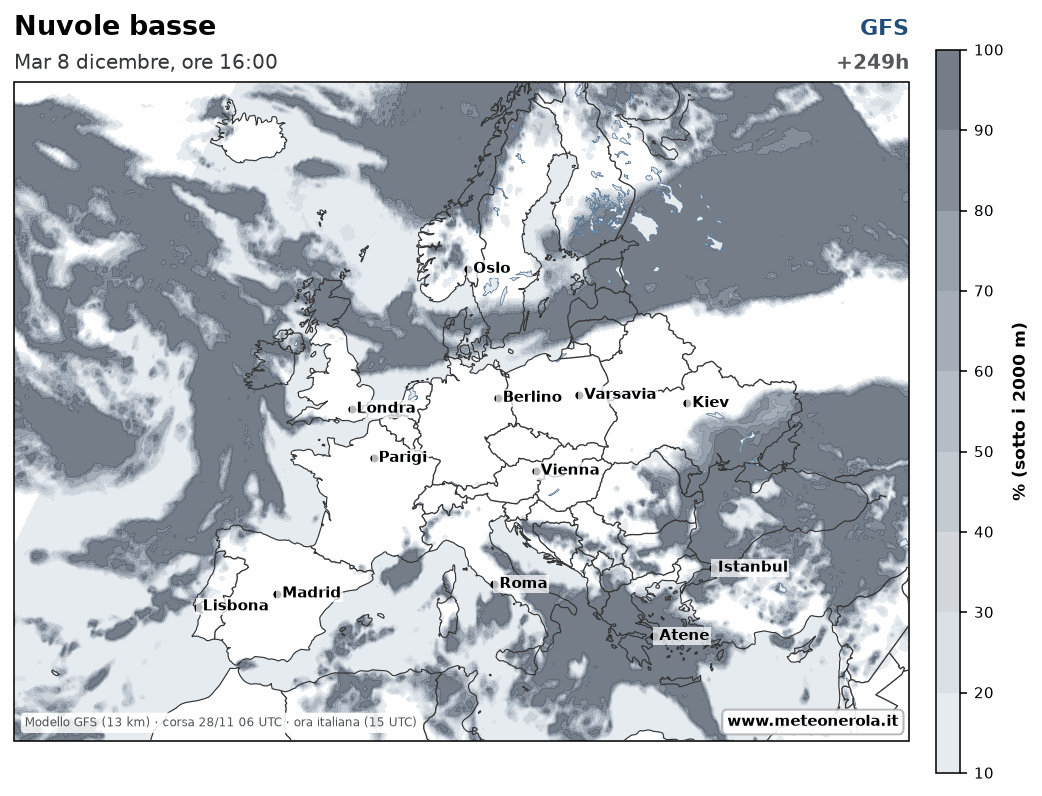 Nuvole basse
GFS
Mar 8 dicembre, ore 16:00
+249h
100
90
80
70
60
50
40
30
20
10
% (sotto i 2000 m)
Oslo
Londra
Berlino
Varsavia
Kiev
Parigi
Vienna
Istanbul
Roma
Madrid
Lisbona
Atene
Modello GFS (13 km) · corsa 28/11 06 UTC · ora italiana (15 UTC)
www.meteonerola.it